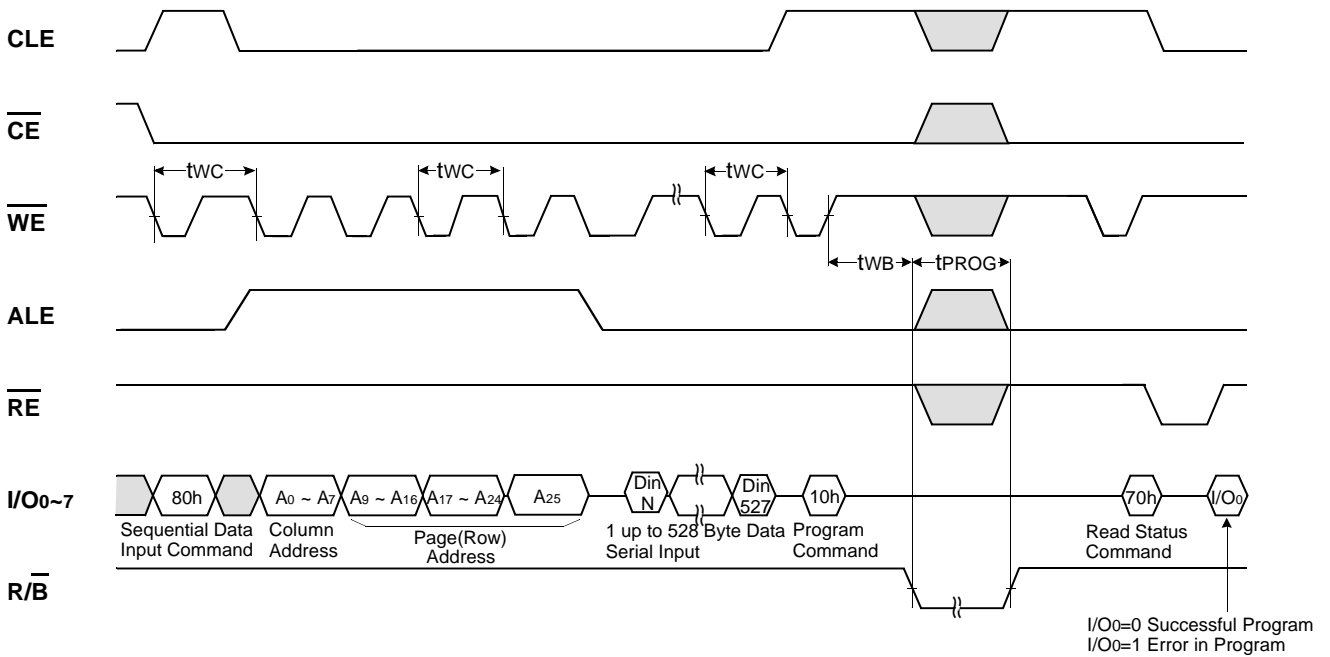 CLE
CE
tWC tWC tWC
WE
tWB tPROG
ALE
RE
I/O0~7 80h A0 ~ A7 A9 ~ A16 A17 ~ A24 A25 Din N Din 527 10h 70h I/O0
Sequential Data Input Command
Column Address
Page(Row) Address
1 up to 528 Byte Data Serial Input
Program Command
Read Status Command
R/B
I/O0=0 Successful Program
I/O0=1 Error in Program